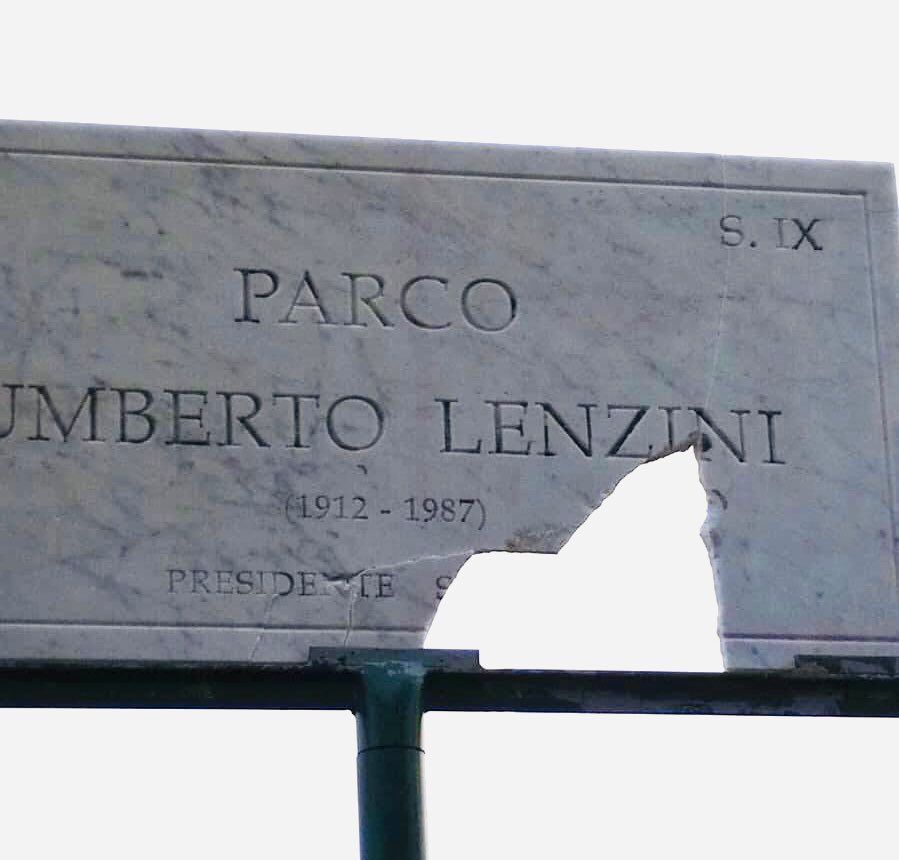 S. IX
PARCO
UMBERTO LENZINI
(1912 - 1987)
PRESIDENTE